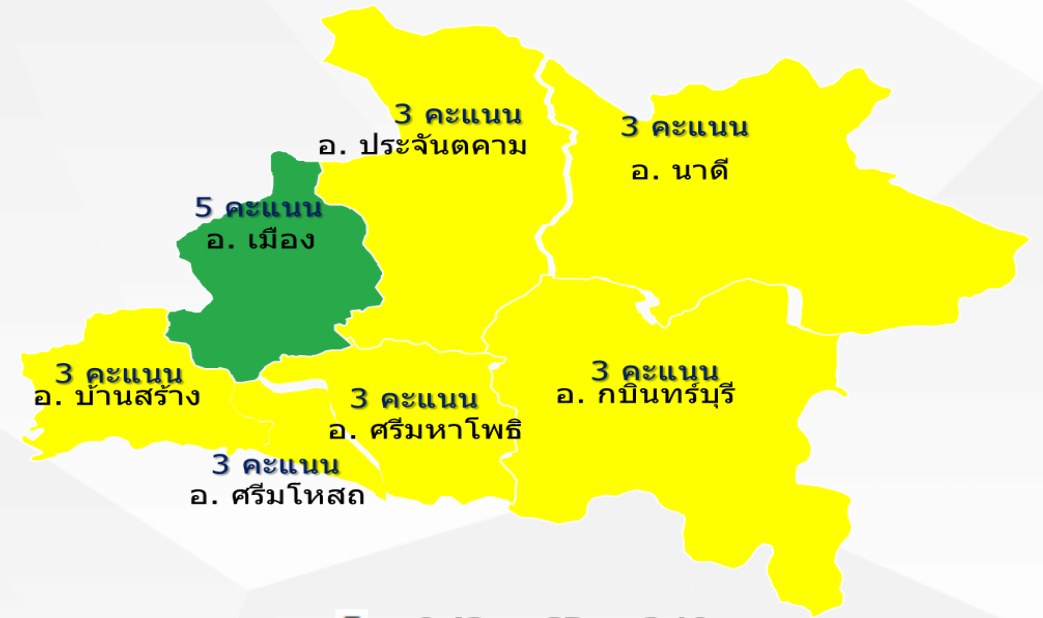 3 คะแนน
อ. ประจันตคาม
3 คะแนน
อ. นาดี
5 คะแนน
อ. เมือง
3 คะแนน
อ. บ้านสร้าง
3 คะแนน
อ. ศรีมหาโพธิ
3 คะแนน
อ. กบินทร์บุรี
3 คะแนน
อ. ศรีมโหสถ